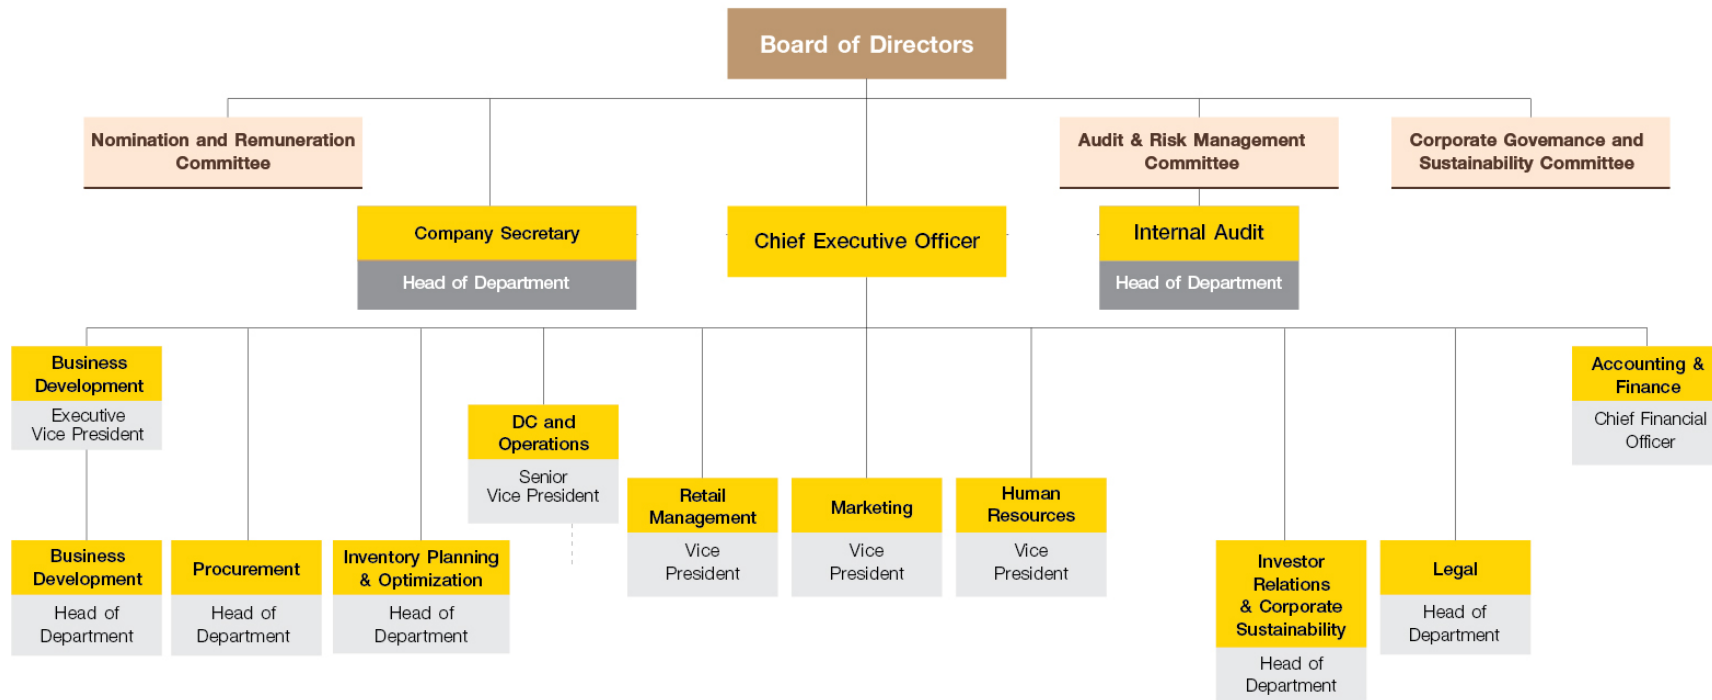 Board of Directors
Nomination and Remuneration
Committee
Audit & Risk Management
Committee
Corporate Governance and
Sustainability Committee
Company Secretary
Head of Department
Chief Executive Officer
Internal Audit
Head of Department
Business
Development
Executive
Vice President
Accounting &
Finance
Chief Financial
Officer
DC and
Operations
Senior
Vice President
Retail
Management
Vice
President
Marketing
Vice
President
Human
Resources
Vice
President
Business
Development
Head of
Department
Procurement
Head of
Department
Inventory Planning
& Optimization
Head of
Department
Investor
Relations
& Corporate
Sustainability
Head of
Department
Legal
Head of
Department